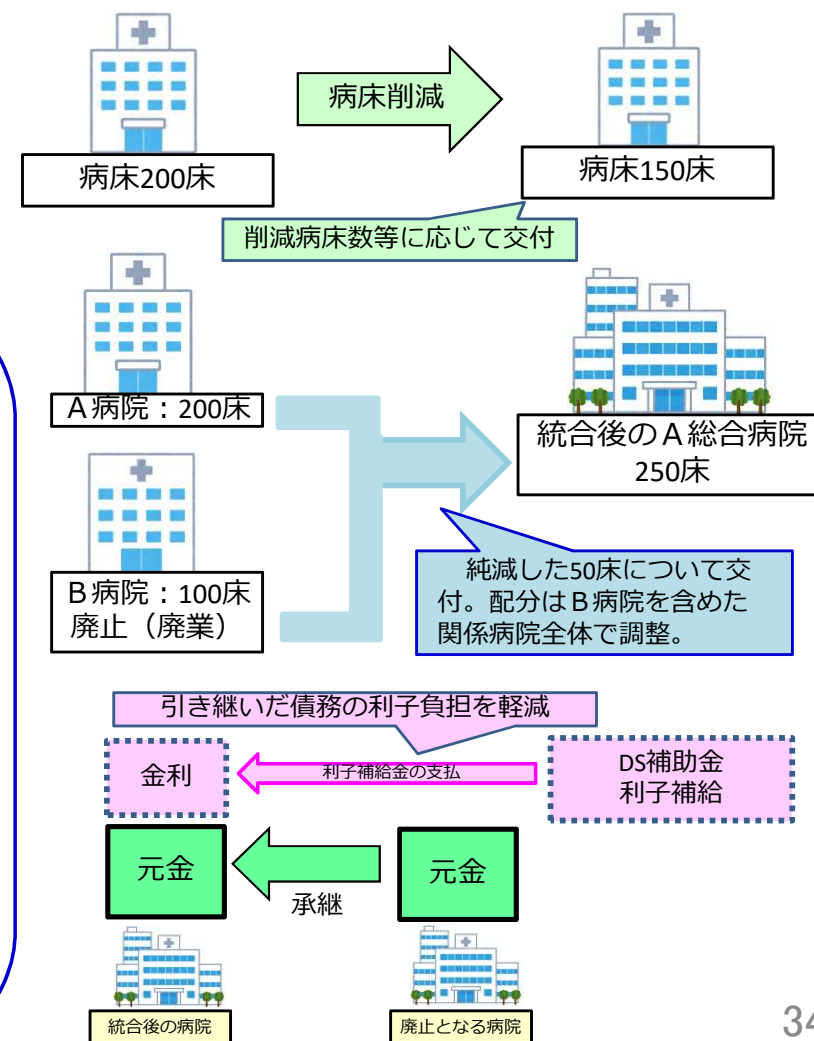 病床削減
病床200床
病床150床
削減病床数等に応じて交付
A病院：200床
統合後のA総合病院
250床
B病院：100床
廃止（廃業）
純減した50床について交
付。配分はB病院を含めた
関係病院全体で調整。
引き継いだ債務の利子負担を軽減
金利
利子補給金の支払
DS補助金
利子補給
元金
承継
元金
統合後の病院
廃止となる病院
34